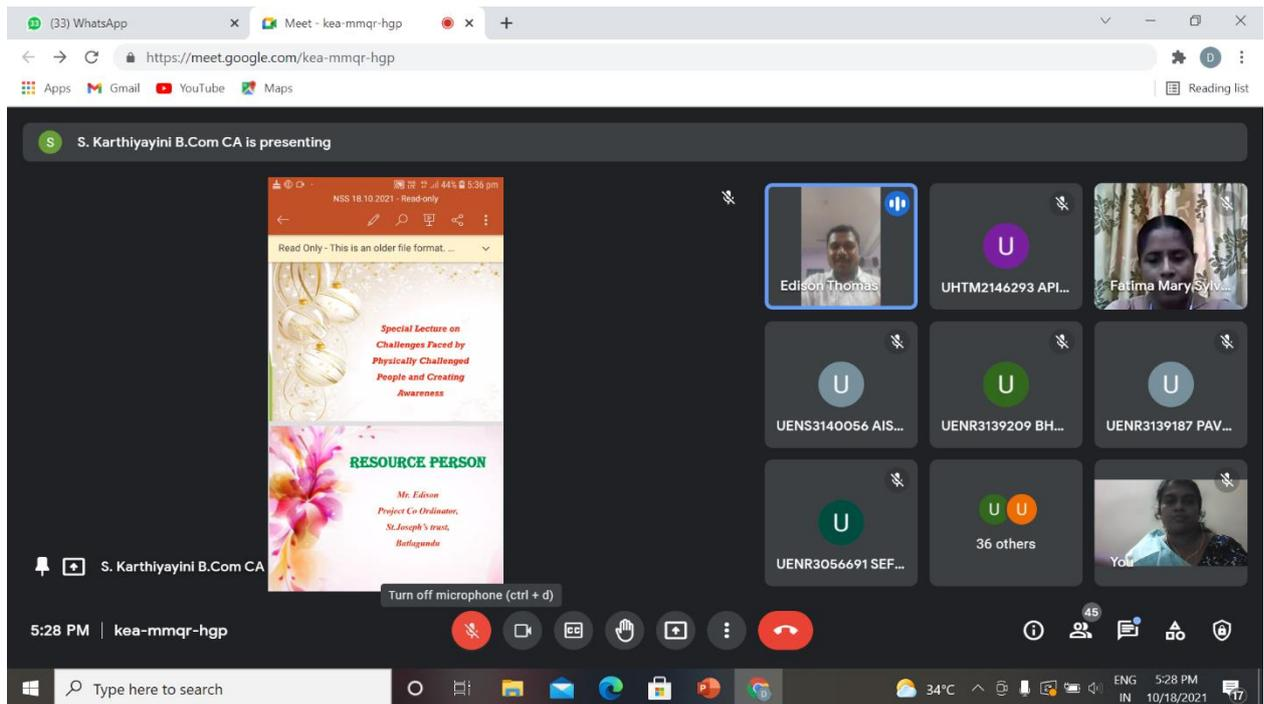 (33) WhatsApp
Meet - kea-mmqr-hgp
https://meet.google.com/kea-mmqr-hgp
D
Apps
Gmail
YouTube
Maps
Reading list
S
S. Karthiyayini B.Com CA is presenting
44% 5:36 pm
NSS 18.10.2021 - Read-only
Read Only - This is an older file format. ...
Special Lecture on
Challenges Faced by
Physically Challenged
People and Creating
Awareness
RESOURCE PERSON
Mr. Edison
Project Co Ordinator,
St.Joseph's trust,
Batlagundu
S. Karthiyayini B.Com CA
Edison Thomas
U
UHTM2146293 API...
Fatima Mary Sylv...
U
UENS3140056 AIS...
U
UENR3139209 BH...
U
UENR3139187 PAV...
U
UENR3056691 SEF...
U U
36 others
You
Turn off microphone (ctrl + d)
5:28 PM | kea-mmqr-hgp
CC
45
Type here to search
34°C
ENG
IN
5:28 PM
10/18/2021
17